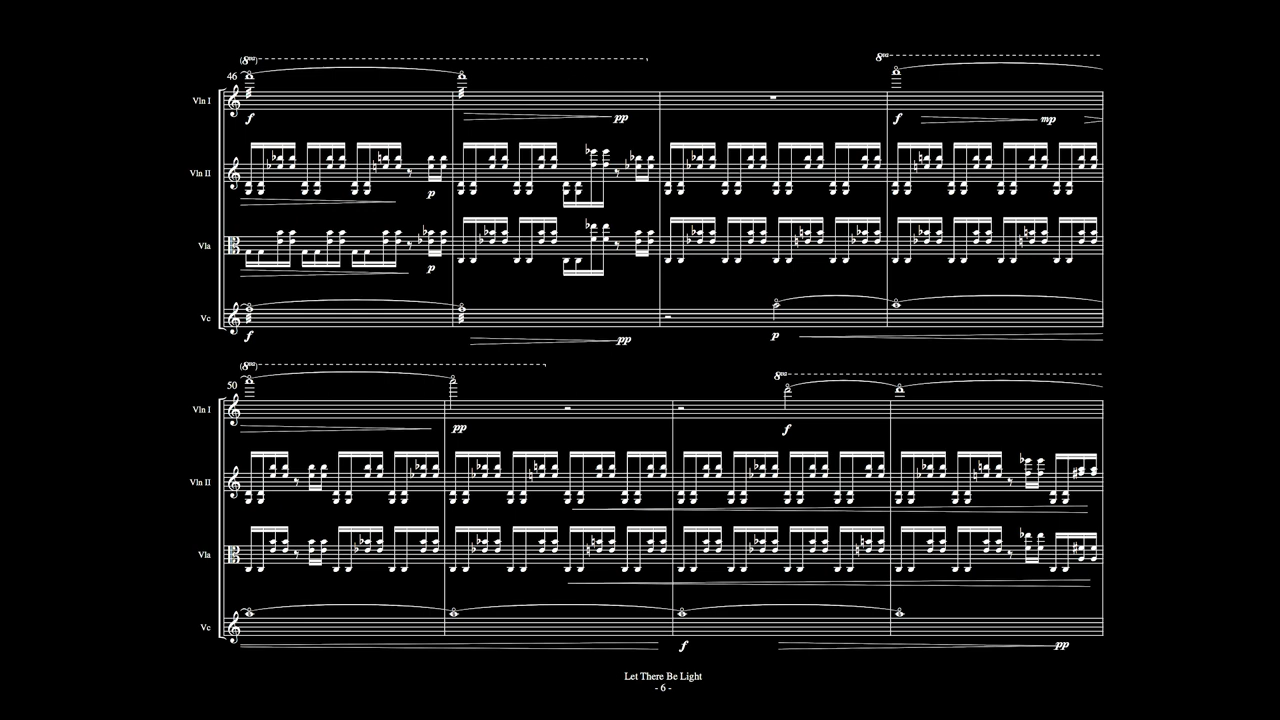 (8va)
8va
46
Vln I
f
pp
f
mp
Vln II
p
Vla
p
Vc
f
pp
p
(8va)
8va
50
Vln I
pp
f
Vln II
Vla
Vc
f
pp
Let There Be Light
- 6 -